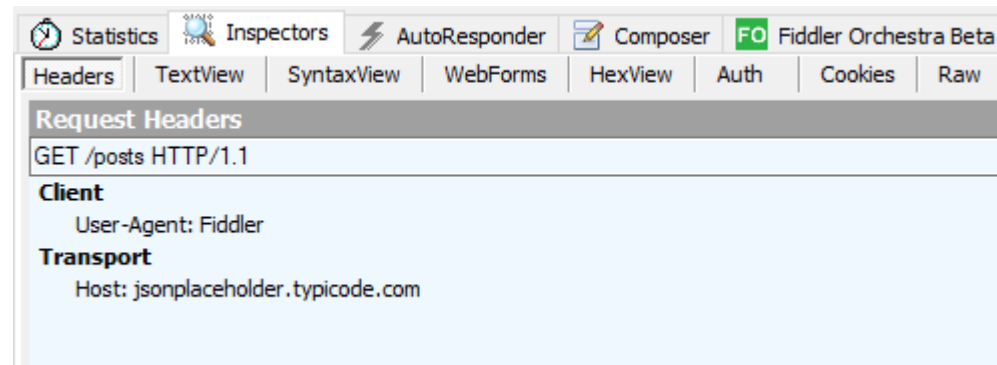 Statistics Inspectors AutoResponder Composer FO Fiddler Orchestra Beta
Headers TextView SyntaxView WebForms HexView Auth Cookies Raw
Request Headers
GET /posts HTTP/1.1
Client
User-Agent: Fiddler
Transport
Host: jsonplaceholder.typicode.com